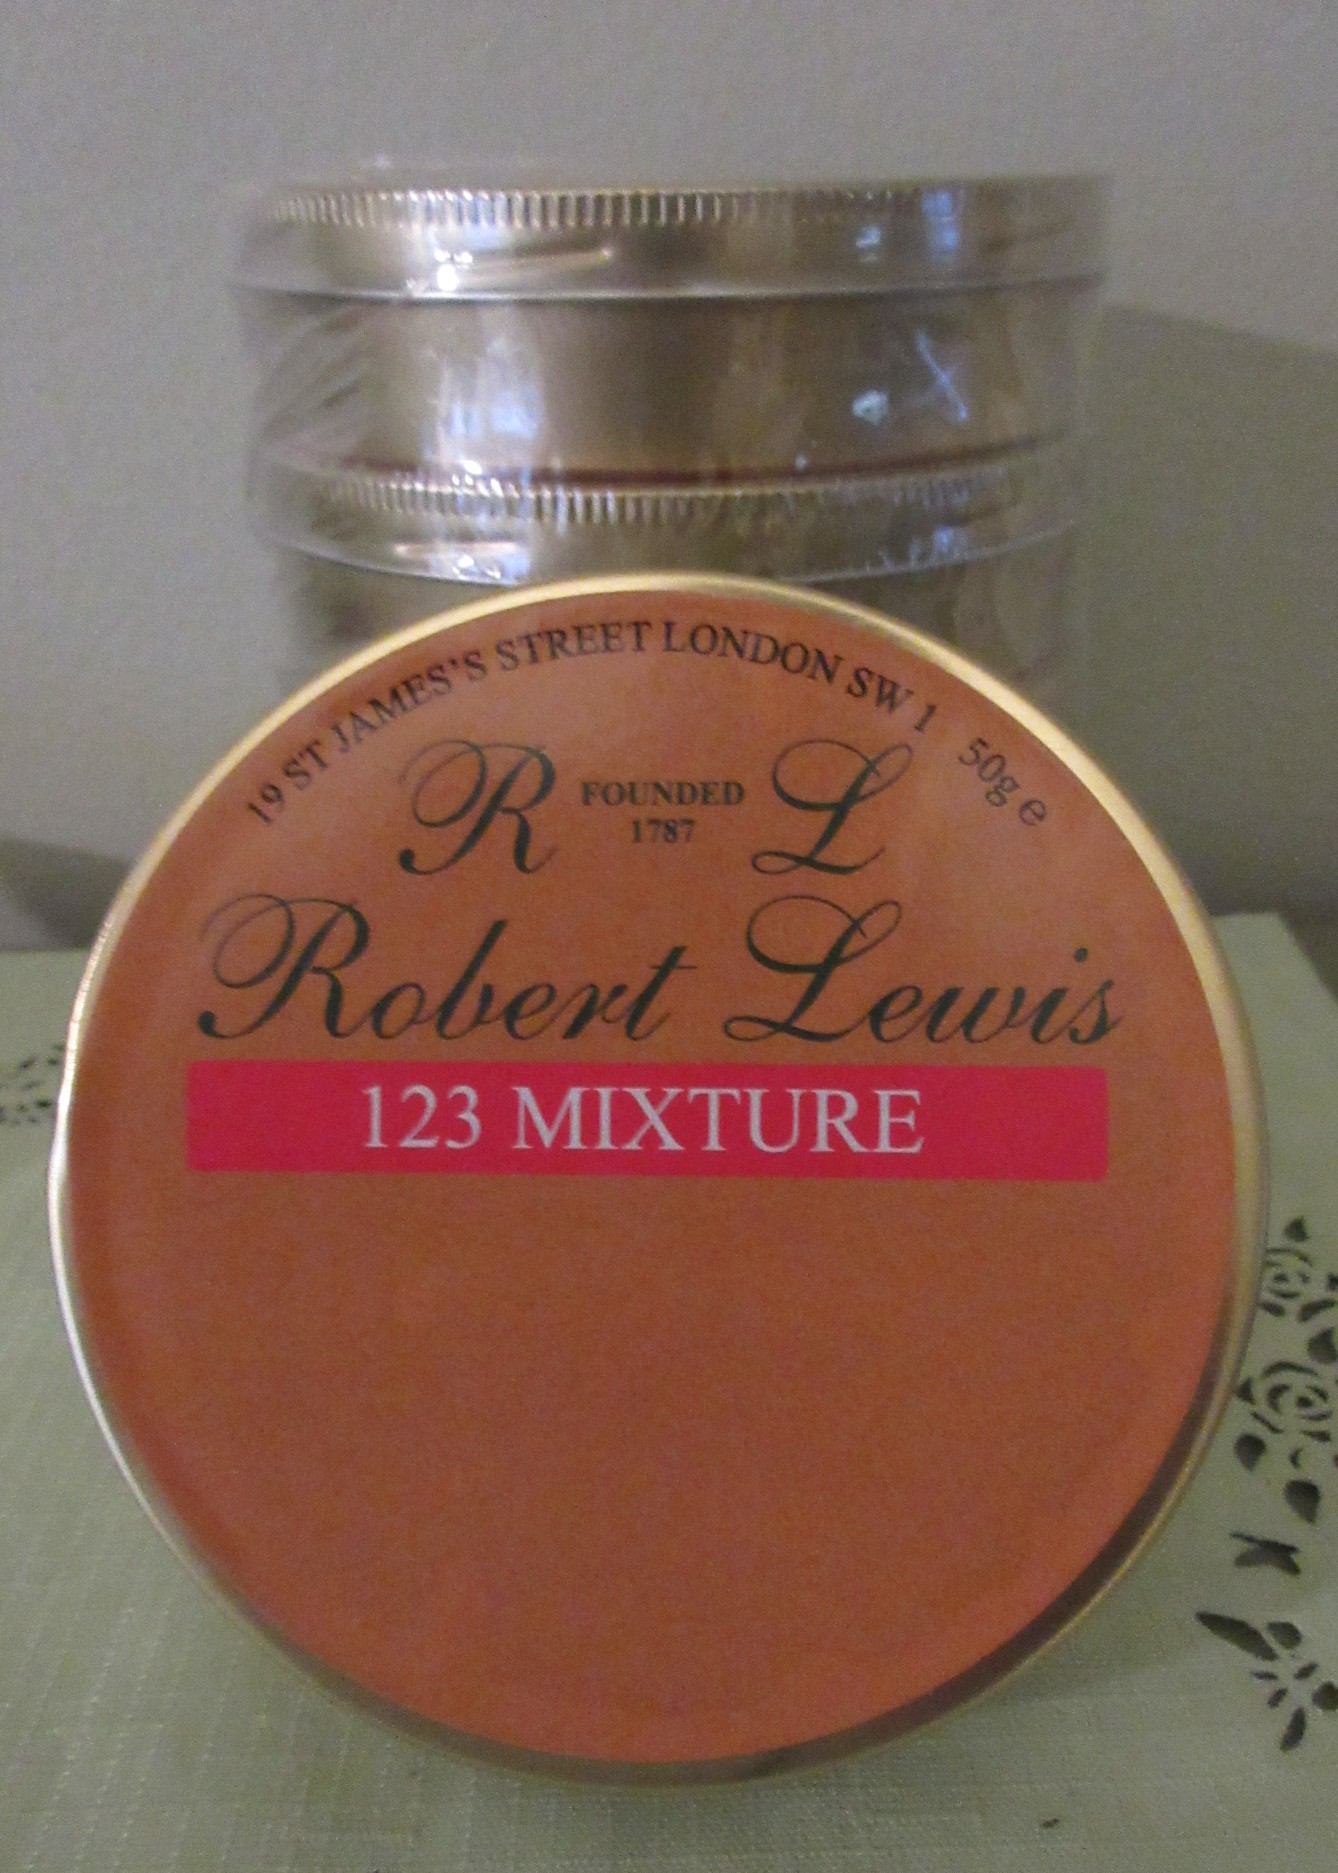 19 ST JAMES'S STREET LONDON SW 1 50g e
R FOUNDED L
1787
Robert Lewis
123 MIXTURE